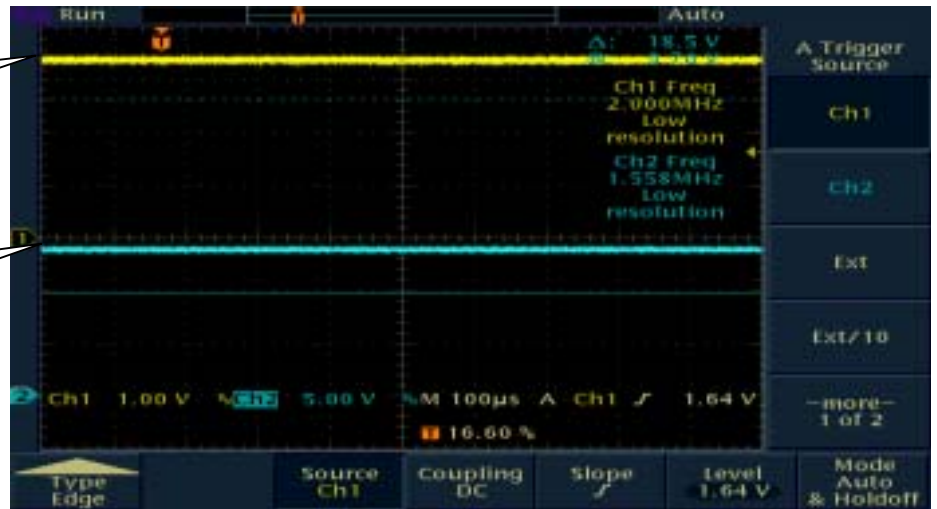 Run Auto
Δ: 18.5 V
A Trigger
Source
Ch1 Freq
2.000MHz
Low
resolution
Ch1
Ch2 Freq
1.558MHz
Low
resolution
Ch2
1
Ext
Ext/10
2
Ch1 1.00 V Ch2 5.00 V M 100µs A Ch1 1.64 V
T 16.60 %
-more-
1 of 2
Type
Edge
Source
Ch1
Coupling
DC
Slope
Level
1.64 V
Mode
Auto
& Holdoff